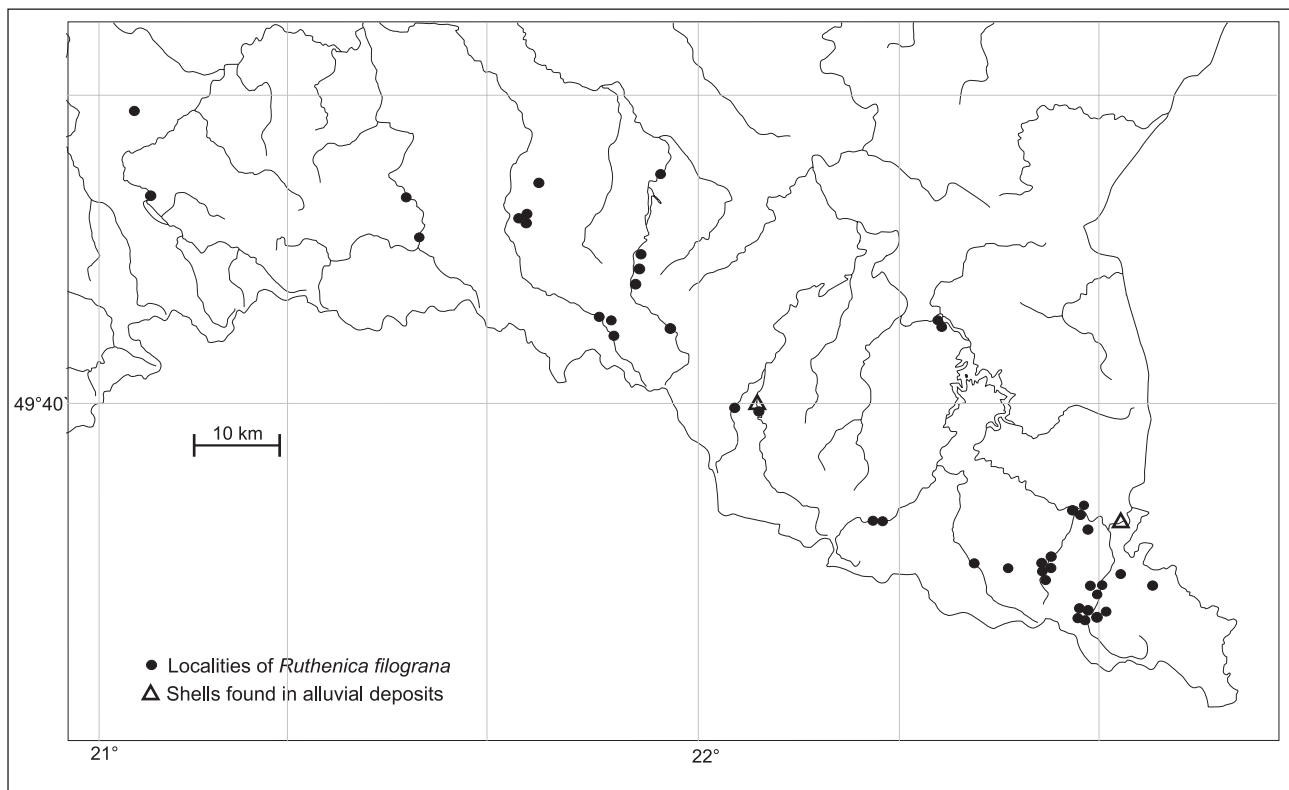 49°40`
10 km
Localities of Ruthenica filograna
Shells found in alluvial deposits
21°
22°